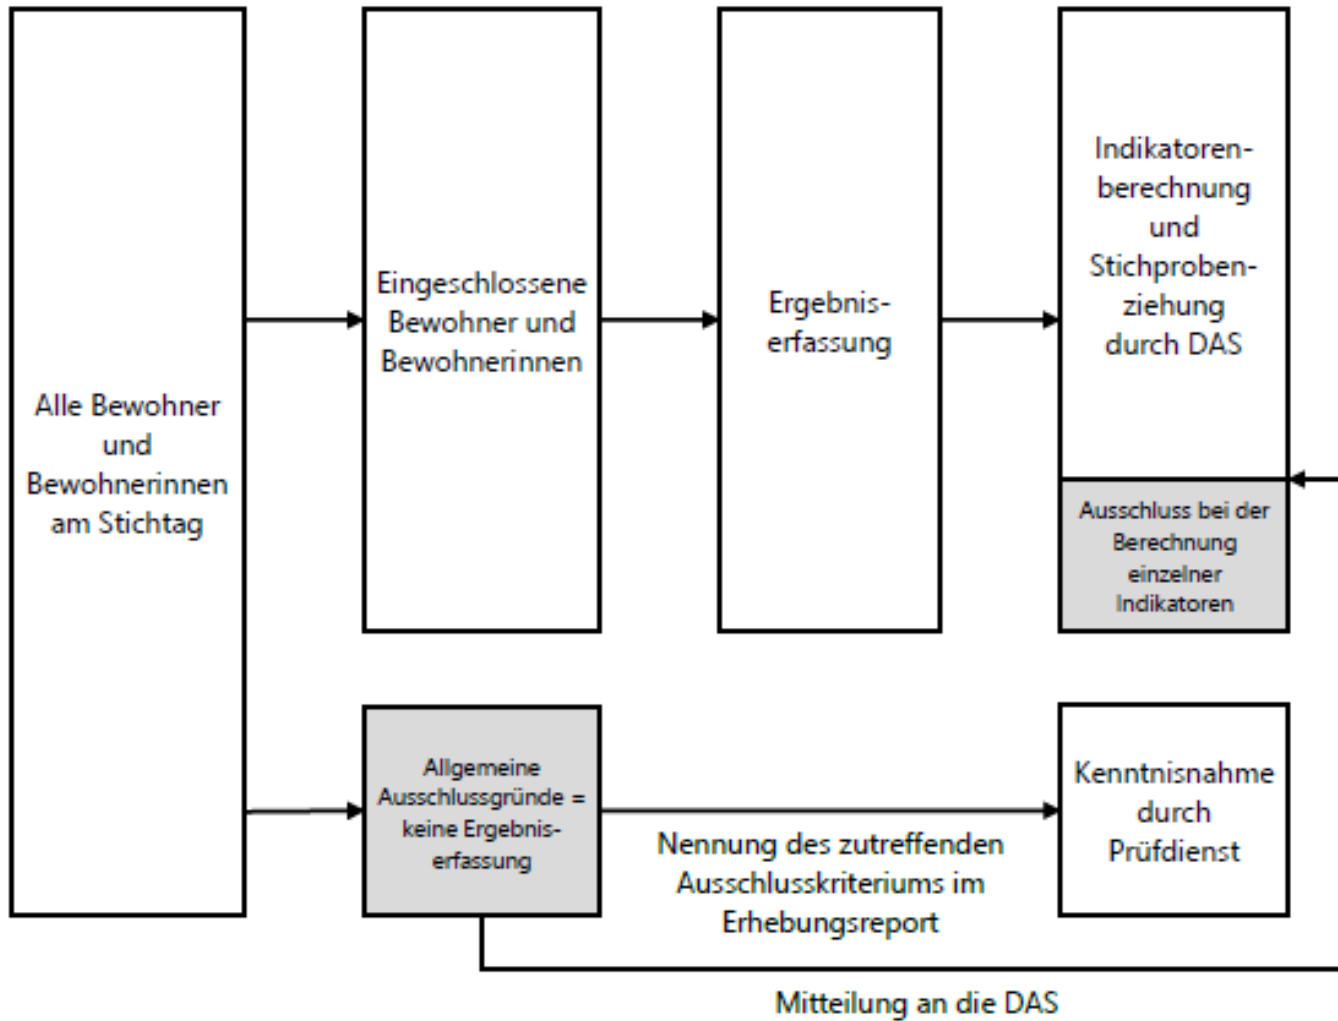 Alle Bewohner
und
Bewohnerinnen
am Stichtag
Eingeschlossene
Bewohner und
Bewohnerinnen
Ergebnis-
erfassung
Indikatoren-
berechnung
und
Stichproben-
ziehung
durch DAS
Ausschluss bei der
Berechnung
einzelner
Indikatoren
Allgemeine
Ausschlussgründe =
keine Ergebnis-
erfassung
Nennung des zutreffenden
Ausschlusskriteriums im
Erhebungsreport
Kenntnisnahme
durch
Prüfdienst
Mitteilung an die DAS